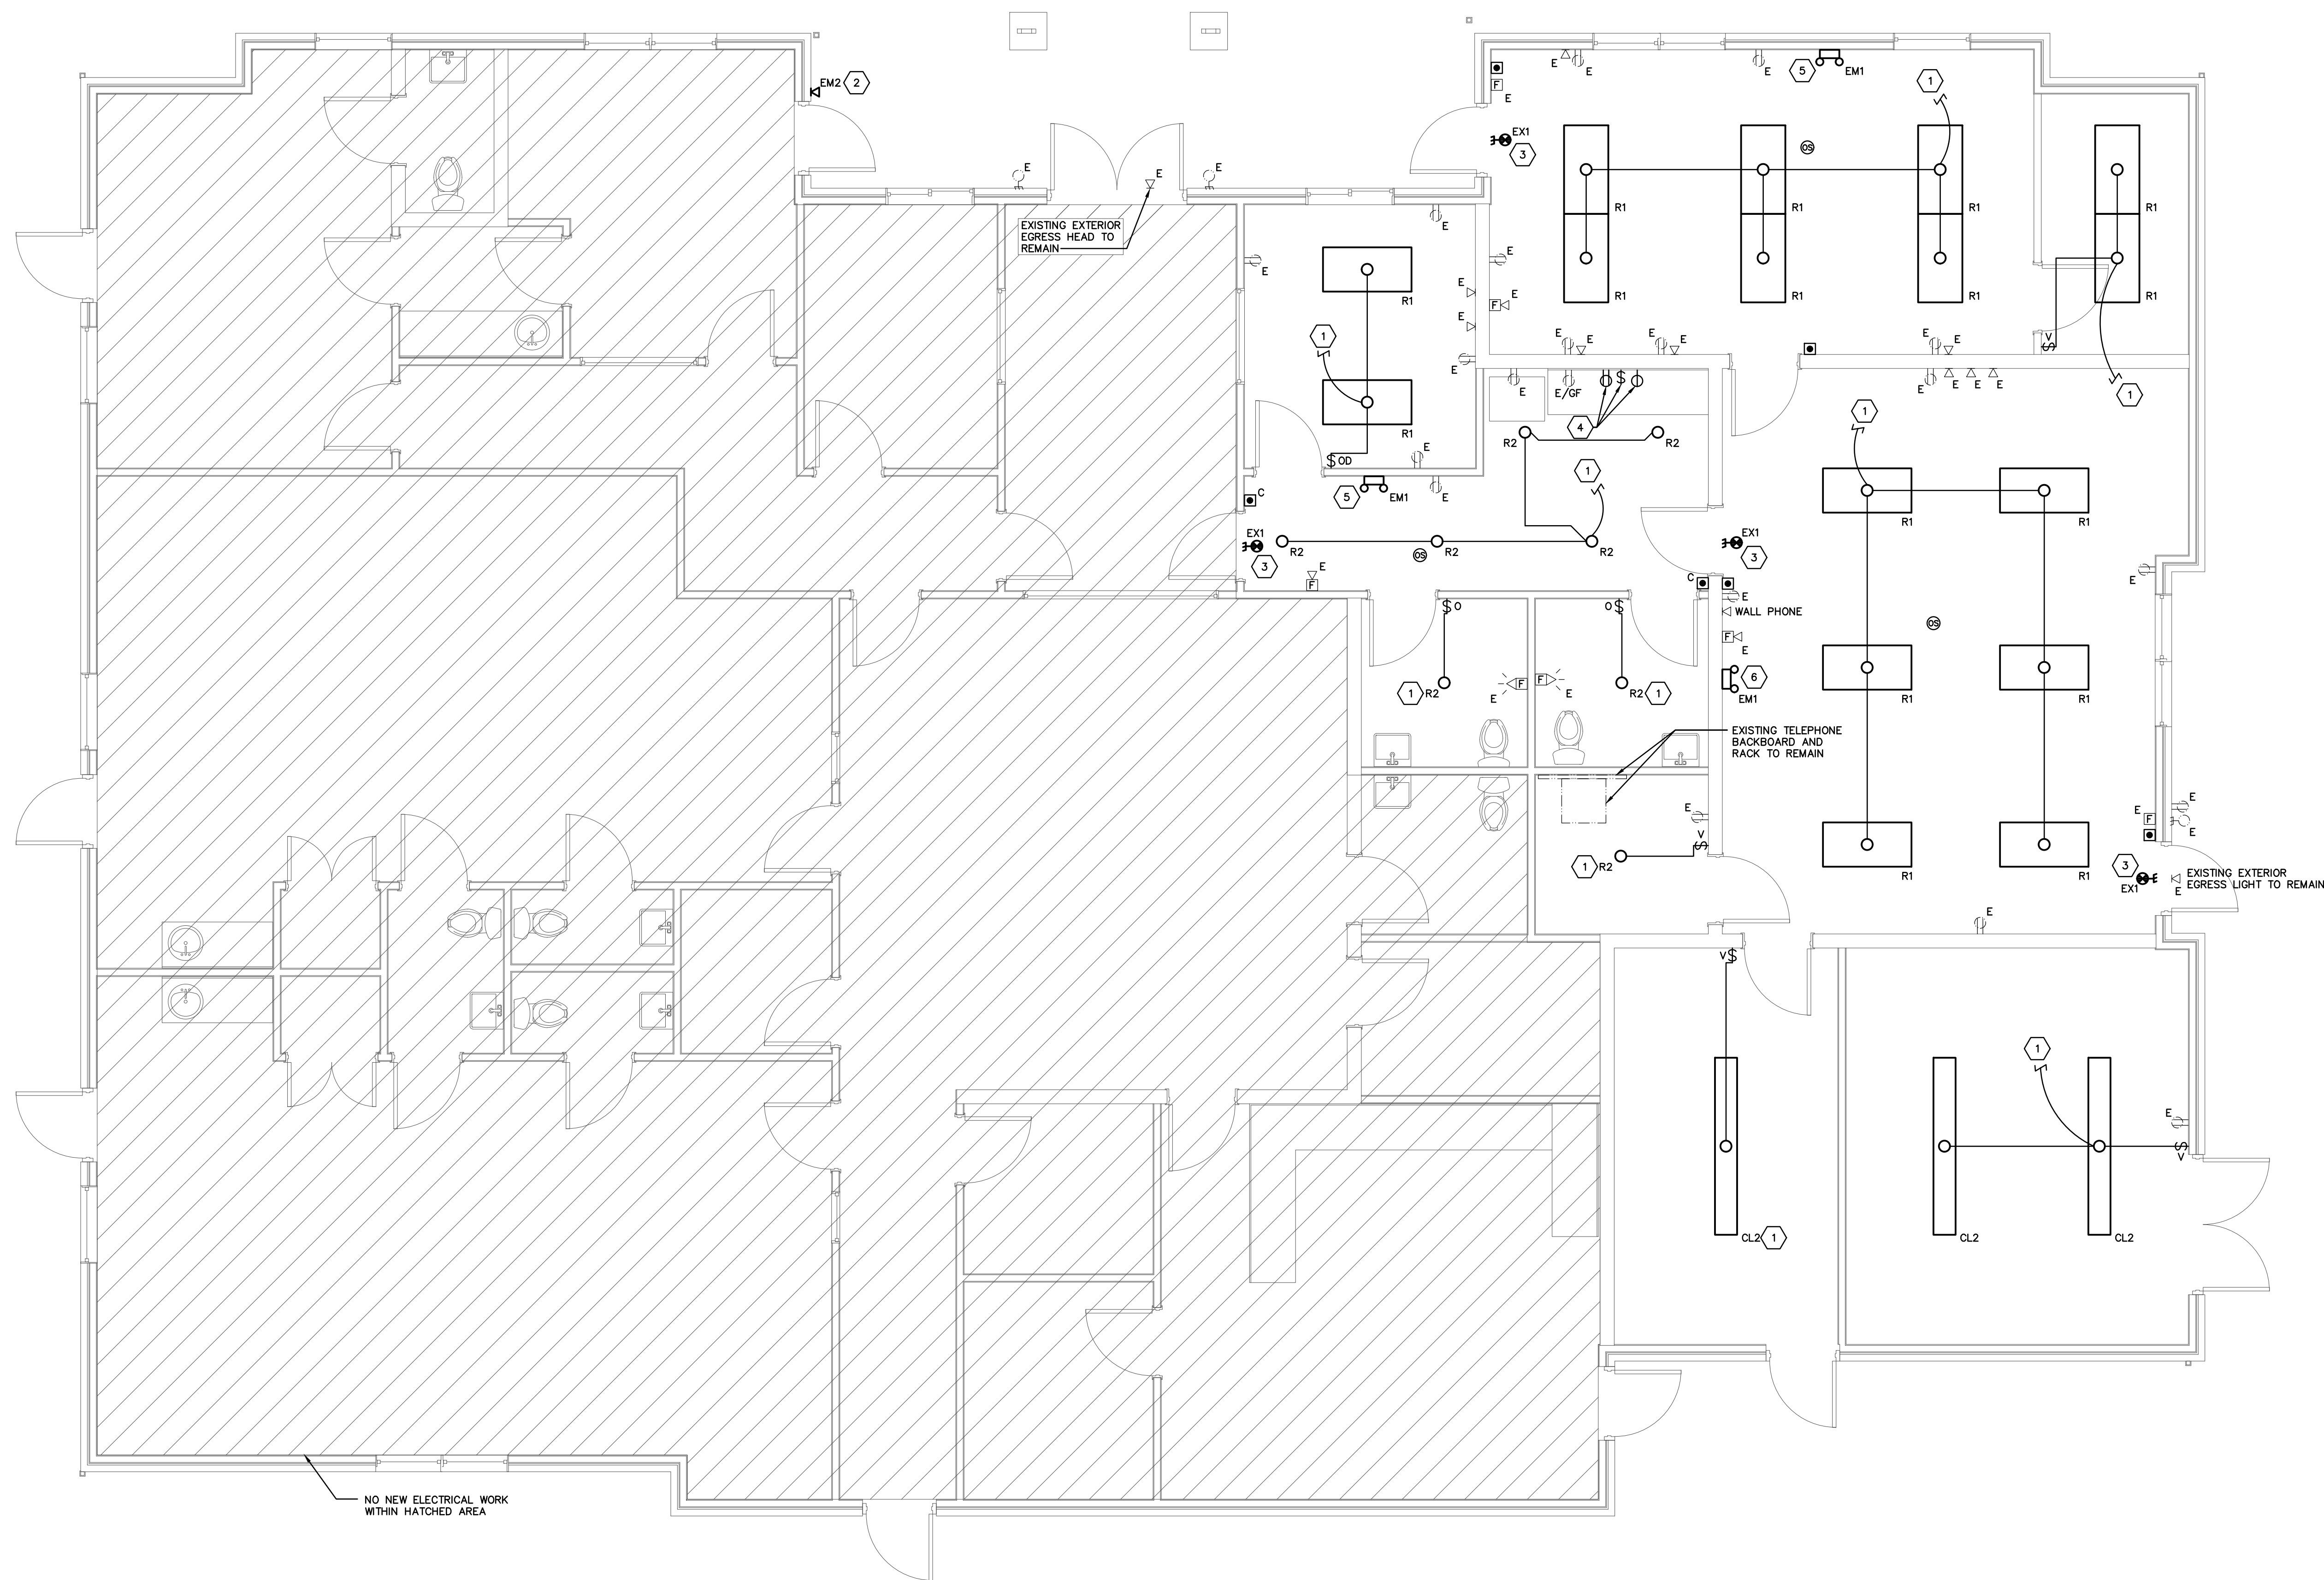 E
E
5
EM1
1
EM2
2
F
E
EX1
3
OS
E
E
E
EXISTING EXTERIOR
EGRESS HEAD TO
REMAIN
R1
R1
R1
R1
E
E
E
E
F
E
R1
R1
R1
R1
R1
E
1
E
E
E
E
E
E
V
$
E
E
E/GF
$
E
E
E
E
1
4
1
R1
R2
R2
E
$
OD
1
5
EM1
E
C
R1
R1
EX1
3
R2
R2
OS
R2
EX1
3
E
F
C
E
E
$
O
O
$
WALL PHONE
OS
F
E
1
R2
E
F
F
E
R2
1
6
EM1
R1
R1
EXISTING TELEPHONE
BACKBOARD AND
RACK TO REMAIN
E
V
$
E
F
E
E
1
R2
3
EX1
R1
R1
E
EXISTING EXTERIOR
EGRESS LIGHT TO REMAIN
E
V
$
1
E
$
V
CL2
1
CL2
CL2
NO NEW ELECTRICAL WORK
WITHIN HATCHED AREA